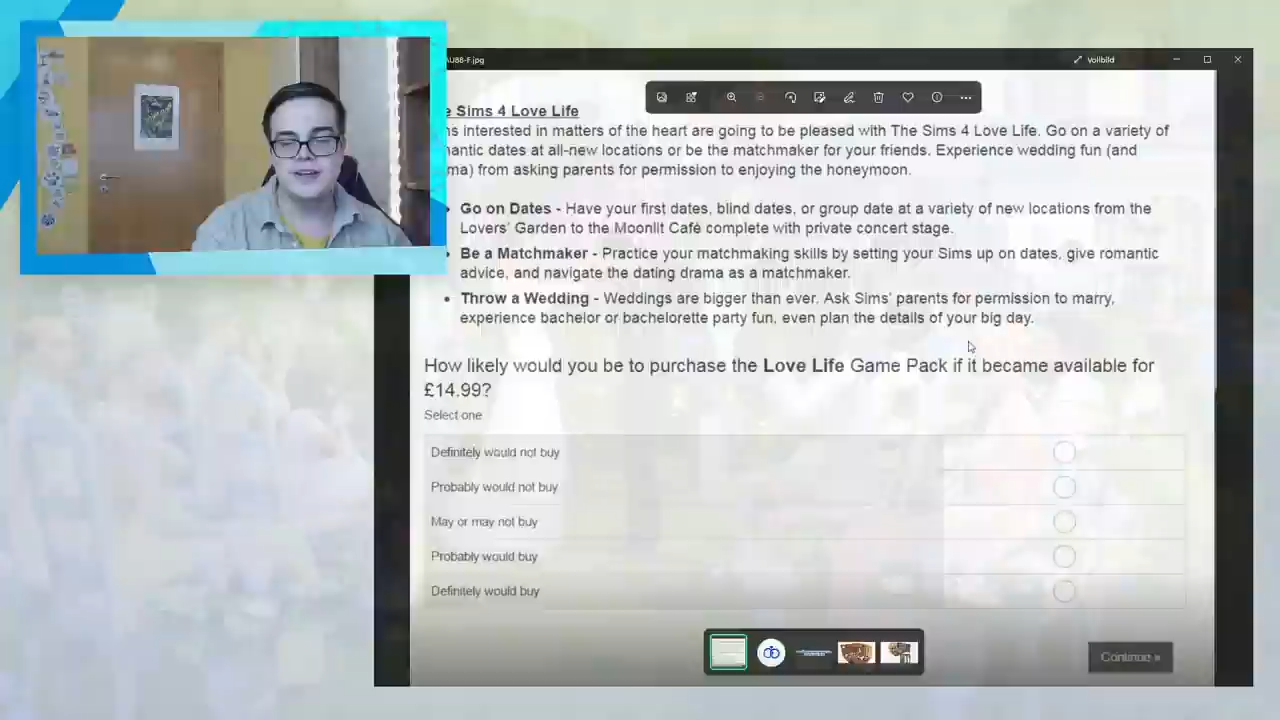 U88-F.jpg
Vollbild
e Sims 4 Love Life
ns interested in matters of the heart are going to be pleased with The Sims 4 Love Life. Go on a variety of
mantic dates at all-new locations or be the matchmaker for your friends. Experience wedding fun (and
ma) from asking parents for permission to enjoying the honeymoon.
• Go on Dates - Have your first dates, blind dates, or group date at a variety of new locations from the
Lovers' Garden to the Moonlit Café complete with private concert stage.
• Be a Matchmaker - Practice your matchmaking skills by setting your Sims up on dates, give romantic
advice, and navigate the dating drama as a matchmaker.
• Throw a Wedding - Weddings are bigger than ever. Ask Sims' parents for permission to marry,
experience bachelor or bachelorette party fun, even plan the details of your big day.
How likely would you be to purchase the Love Life Game Pack if it became available for
£14.99?
Select one
Definitely would not buy
Probably would not buy
May or may not buy
Probably would buy
Definitely would buy
Continue »